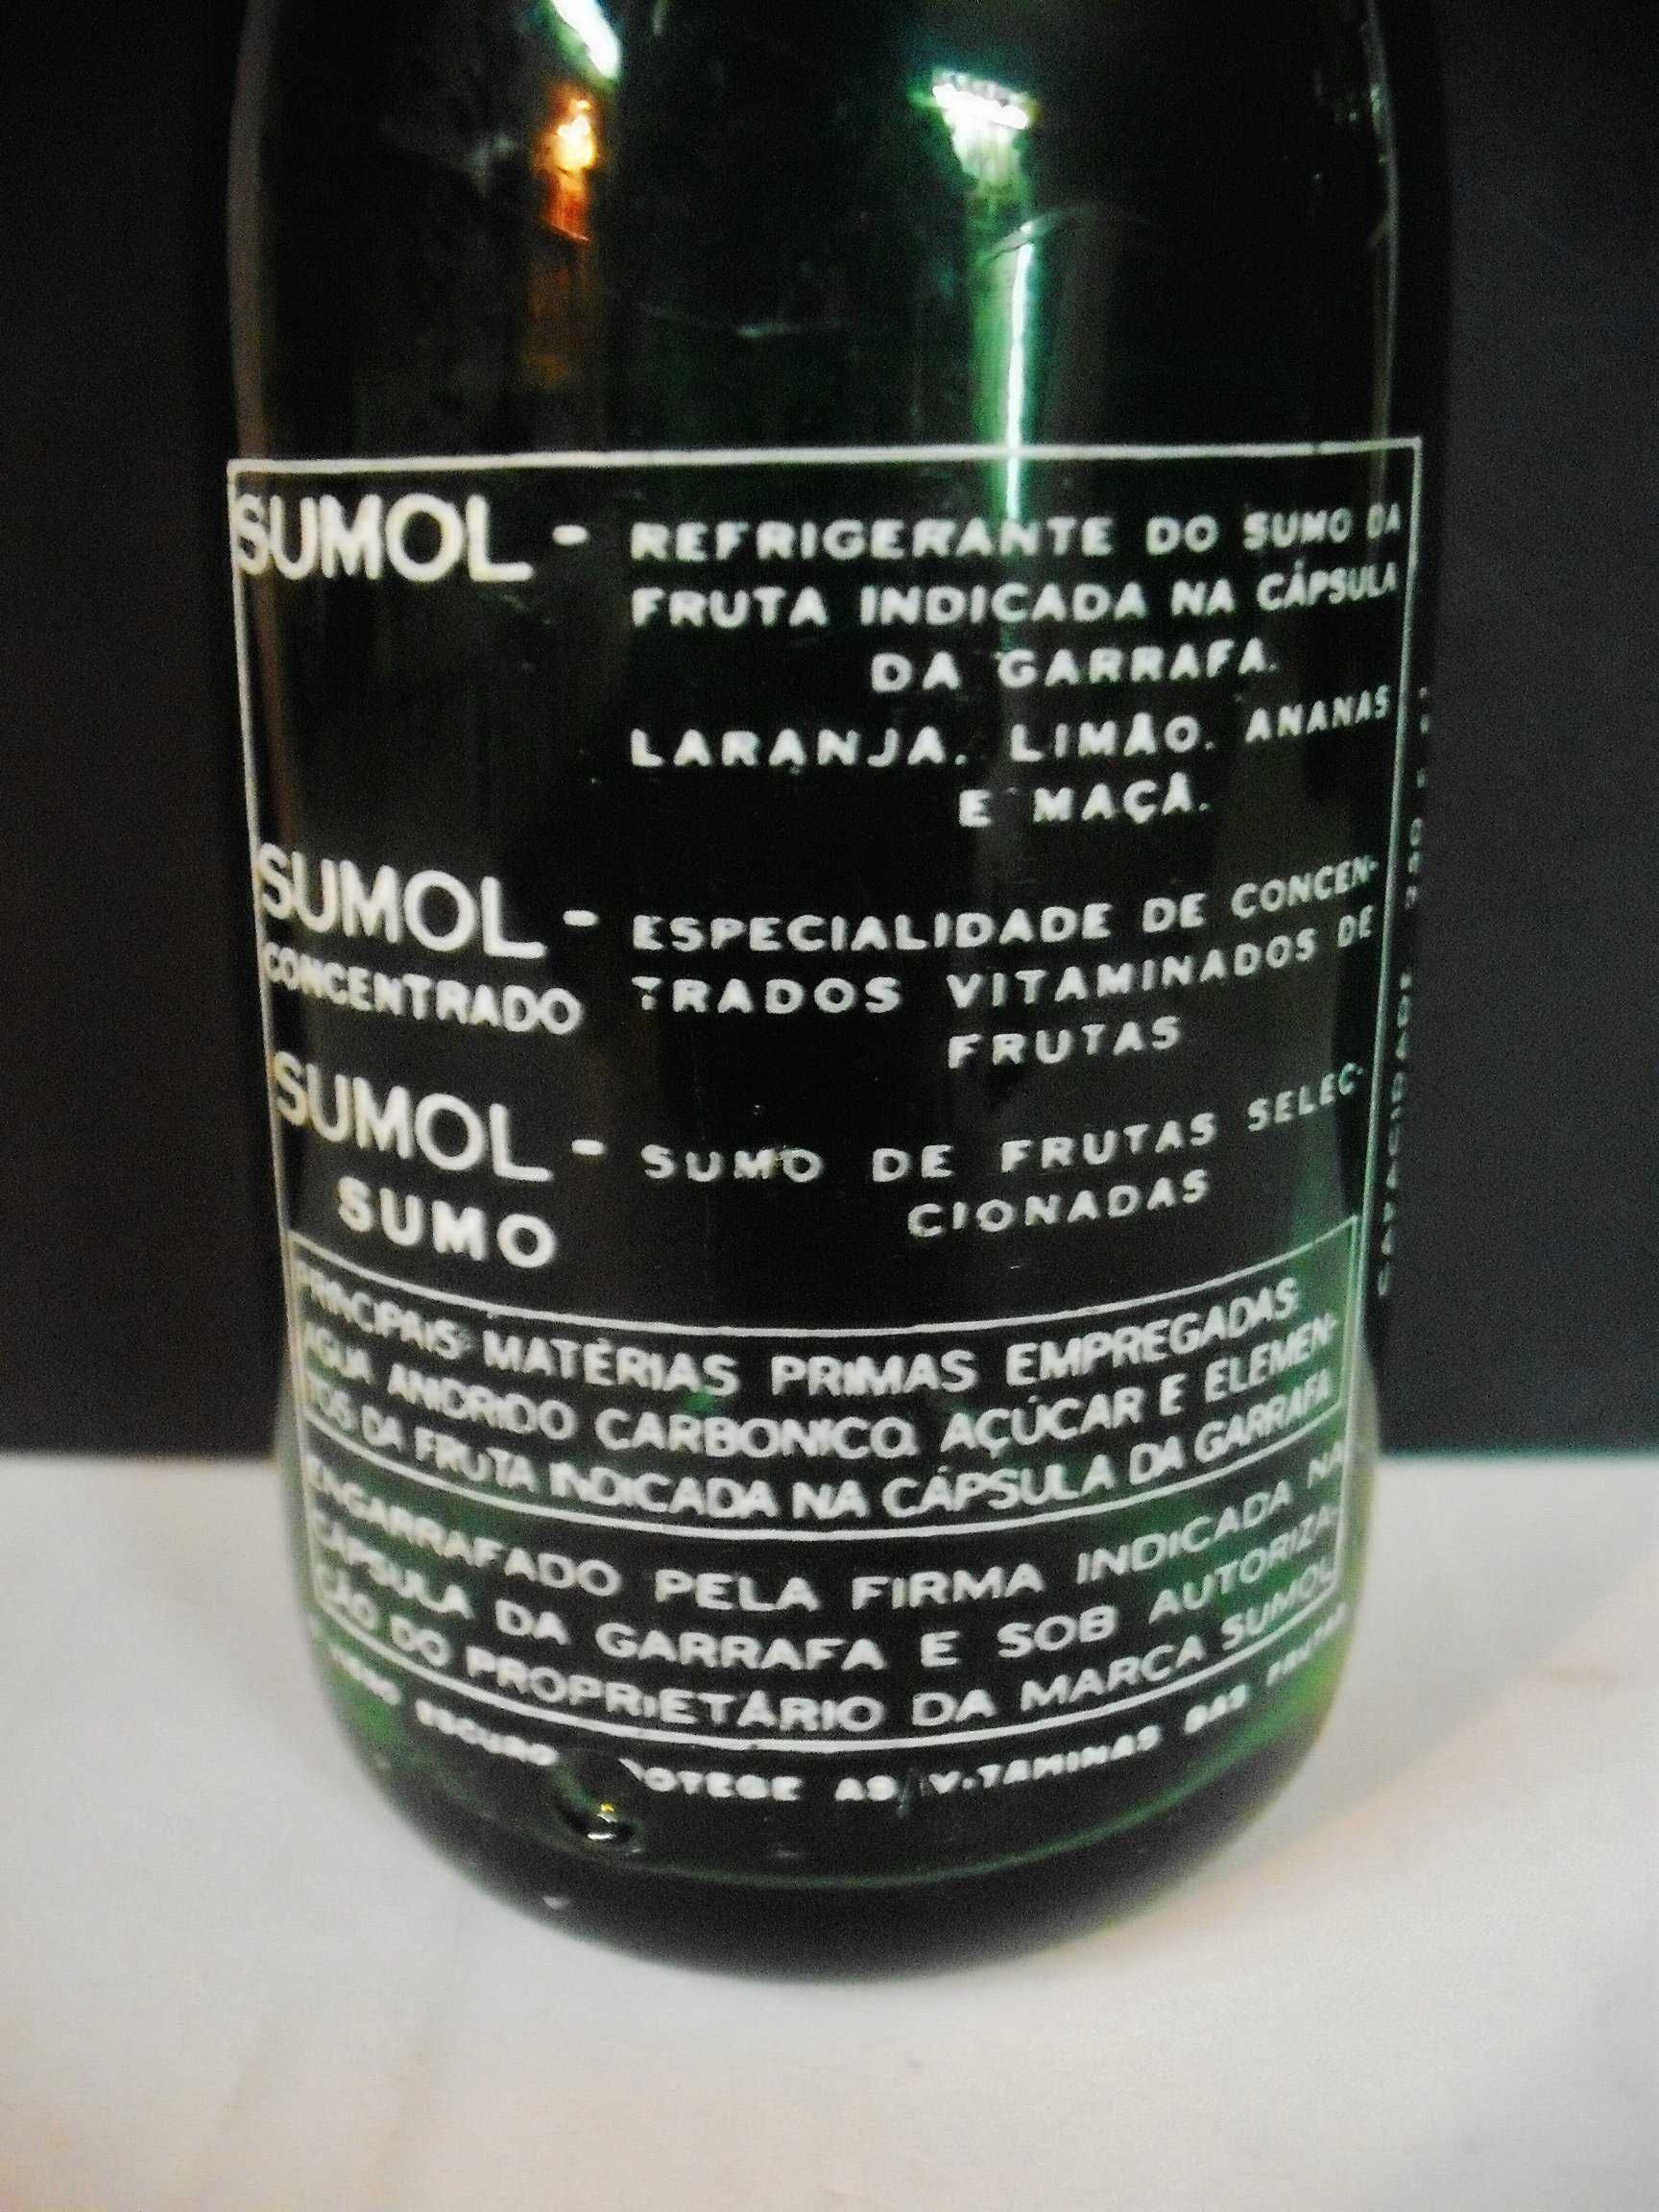 SUMOL - REFRIGERANTE DO SUMO DA
FRUTA INDICADA NA CÁPSULA
DA GARRAFA.
LARANJA. LIMÃO. ANANAS
E MAÇÃ.
SUMOL - ESPECIALIDADE DE CONCEN-
CONCENTRADO TRADOS VITAMINADOS DE
FRUTAS
SUMOL - SUMO DE FRUTAS SELEC-
SUMO CIONADAS
PRINCIPAIS MATÉRIAS PRIMAS EMPREGADAS:
ÁGUA ANIDRIDO CARBONICO, AÇÚCAR E ELEMEN-
TOS DA FRUTA INDICADA NA CÁPSULA DA GARRAFA
ENGARRAFADO PELA FIRMA INDICADA NA
CÁPSULA DA GARRAFA E SOB AUTORIZA-
ÇÃO DO PROPRIETÁRIO DA MARCA SUMOL
ESCURO PROTEGE AS VITAMINAS DAS FRUTAS
CAPACIDADE